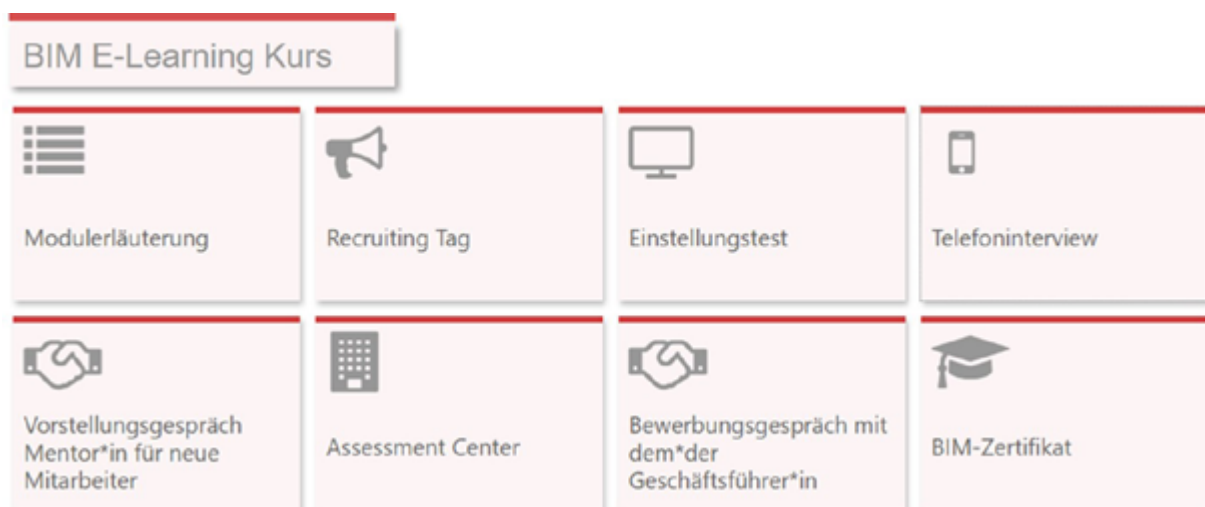 BIM E-Learning Kurs
Modulerläuterung
Recruiting Tag
Einstellungstest
Telefoninterview
Vorstellungsgespräch
Mentor*in für neue
Mitarbeiter
Assessment Center
Bewerbungsgespräch mit
dem*der
Geschäftsführer*in
BIM-Zertifikat